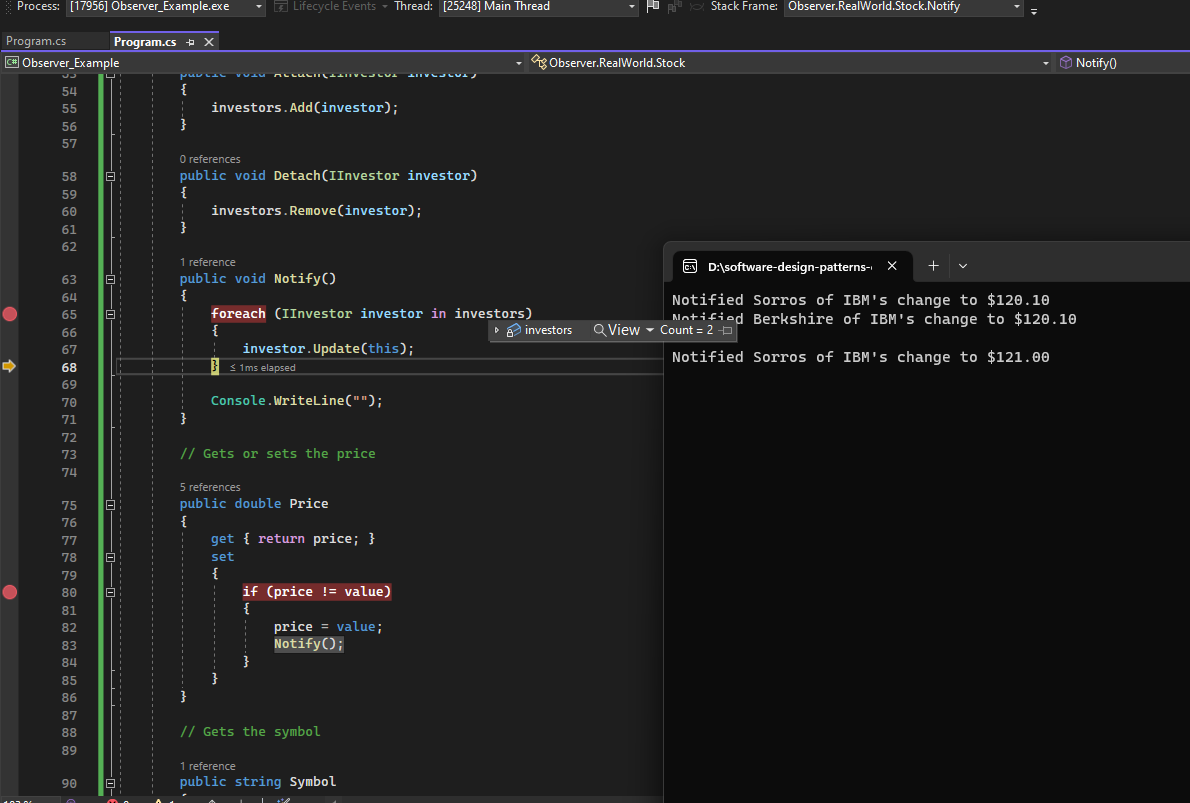 Process: [17956] Observer_Example.exe Lifecycle Events Thread: [25248] Main Thread Stack Frame: Observer.RealWorld.Stock.Notify
Program.cs Program.cs
C# Observer_Example Observer.RealWorld.Stock Notify()
53 public void Attach(IInvestor investor)
54 {
55 investors.Add(investor);
56 }
57
0 references
58 public void Detach(IInvestor investor)
59 {
60 investors.Remove(investor);
61 }
62
1 reference
63 public void Notify()
64 {
65 foreach (IInvestor investor in investors)
66 {
67 investor.Update(this);
68 } ≤ 1ms elapsed
69
70 Console.WriteLine("");
71 }
72
73 // Gets or sets the price
74
5 references
75 public double Price
76 {
77 get { return price; }
78 set
79 {
80 if (price != value)
81 {
82 price = value;
83 Notify();
84 }
85 }
86 }
87
88 // Gets the symbol
89
1 reference
90 public string Symbol
investors View Count = 2
D:\software-design-patterns-
Notified Sorros of IBM's change to $120.10
Notified Berkshire of IBM's change to $120.10
Notified Sorros of IBM's change to $121.00